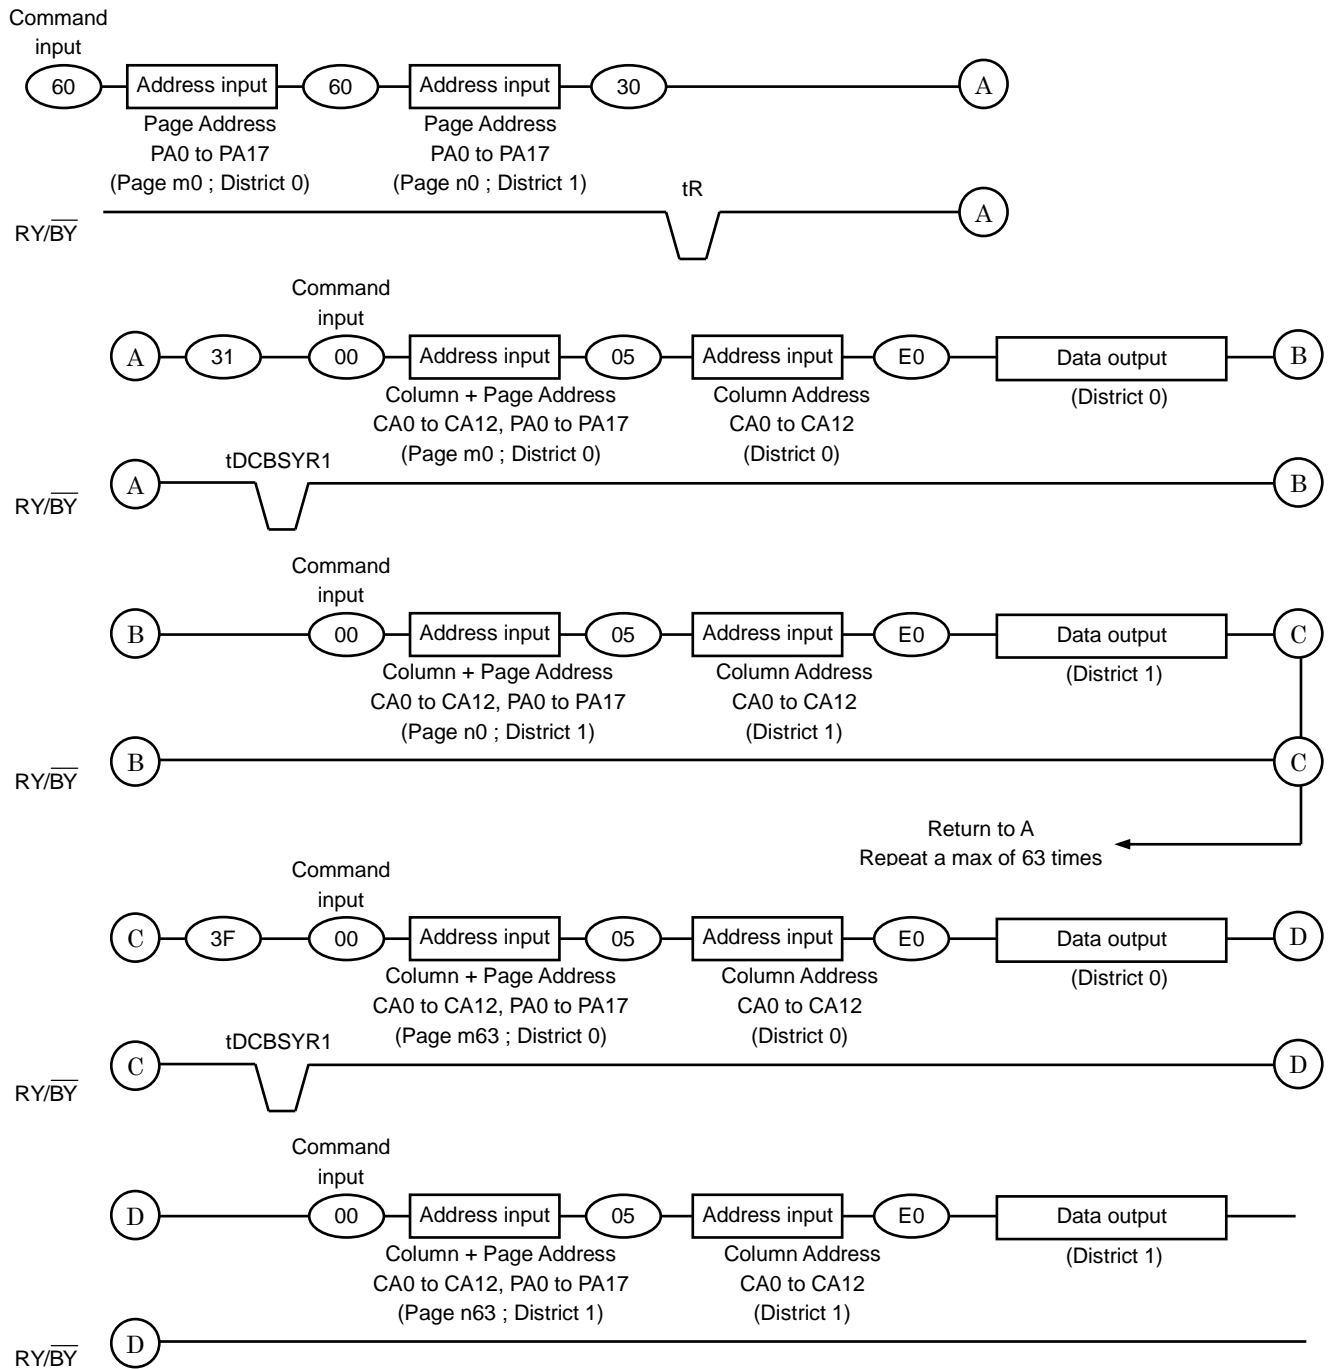 Command
input
60 Address input 60 Address input 30 A
Page Address Page Address
PA0 to PA17 PA0 to PA17
(Page m0 ; District 0) (Page n0 ; District 1)
tR
RY/BY A
Command
input
A 31 00 Address input 05 Address input E0 Data output B
Column + Page Address Column Address (District 0)
CA0 to CA12, PA0 to PA17 CA0 to CA12
(Page m0 ; District 0) (District 0)
tDCBSYR1
RY/BY A B
Command
input
B 00 Address input 05 Address input E0 Data output C
Column + Page Address Column Address (District 1)
CA0 to CA12, PA0 to PA17 CA0 to CA12
(Page n0 ; District 1) (District 1)
RY/BY B C
Return to A
Repeat a max of 63 times
Command
input
C 3F 00 Address input 05 Address input E0 Data output D
Column + Page Address Column Address (District 0)
CA0 to CA12, PA0 to PA17 CA0 to CA12
(Page m63 ; District 0) (District 0)
tDCBSYR1
RY/BY C D
Command
input
D 00 Address input 05 Address input E0 Data output
Column + Page Address Column Address (District 1)
CA0 to CA12, PA0 to PA17 CA0 to CA12
(Page n63 ; District 1) (District 1)
RY/BY D